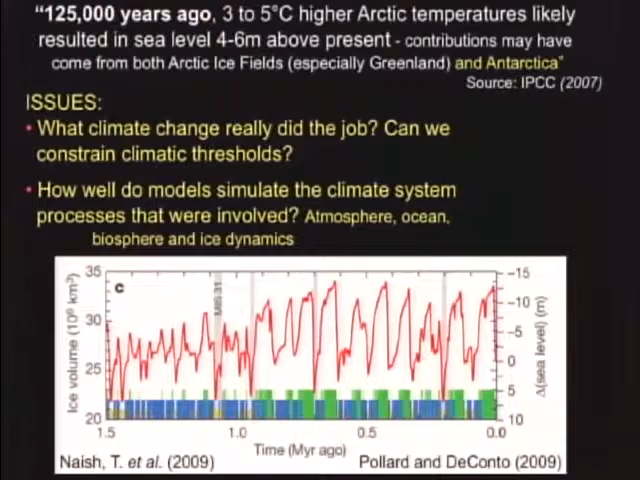 "125,000 years ago, 3 to 5°C higher Arctic temperatures likely
resulted in sea level 4-6m above present - contributions may have
come from both Arctic Ice Fields (especially Greenland) and Antarctica"
Source: IPCC (2007)
ISSUES:
• What climate change really did the job? Can we
constrain climatic thresholds?
• How well do models simulate the climate system
processes that were involved? Atmosphere, ocean,
biosphere and ice dynamics
c
MIS 31
Ice volume (10⁶ km³)
35
30
25
20
-15
-10
-5
0
5
10
Δ(sea level) (m)
1.5
1.0
0.5
0.0
Time (Myr ago)
Naish, T. et al. (2009)
Pollard and DeConto (2009)